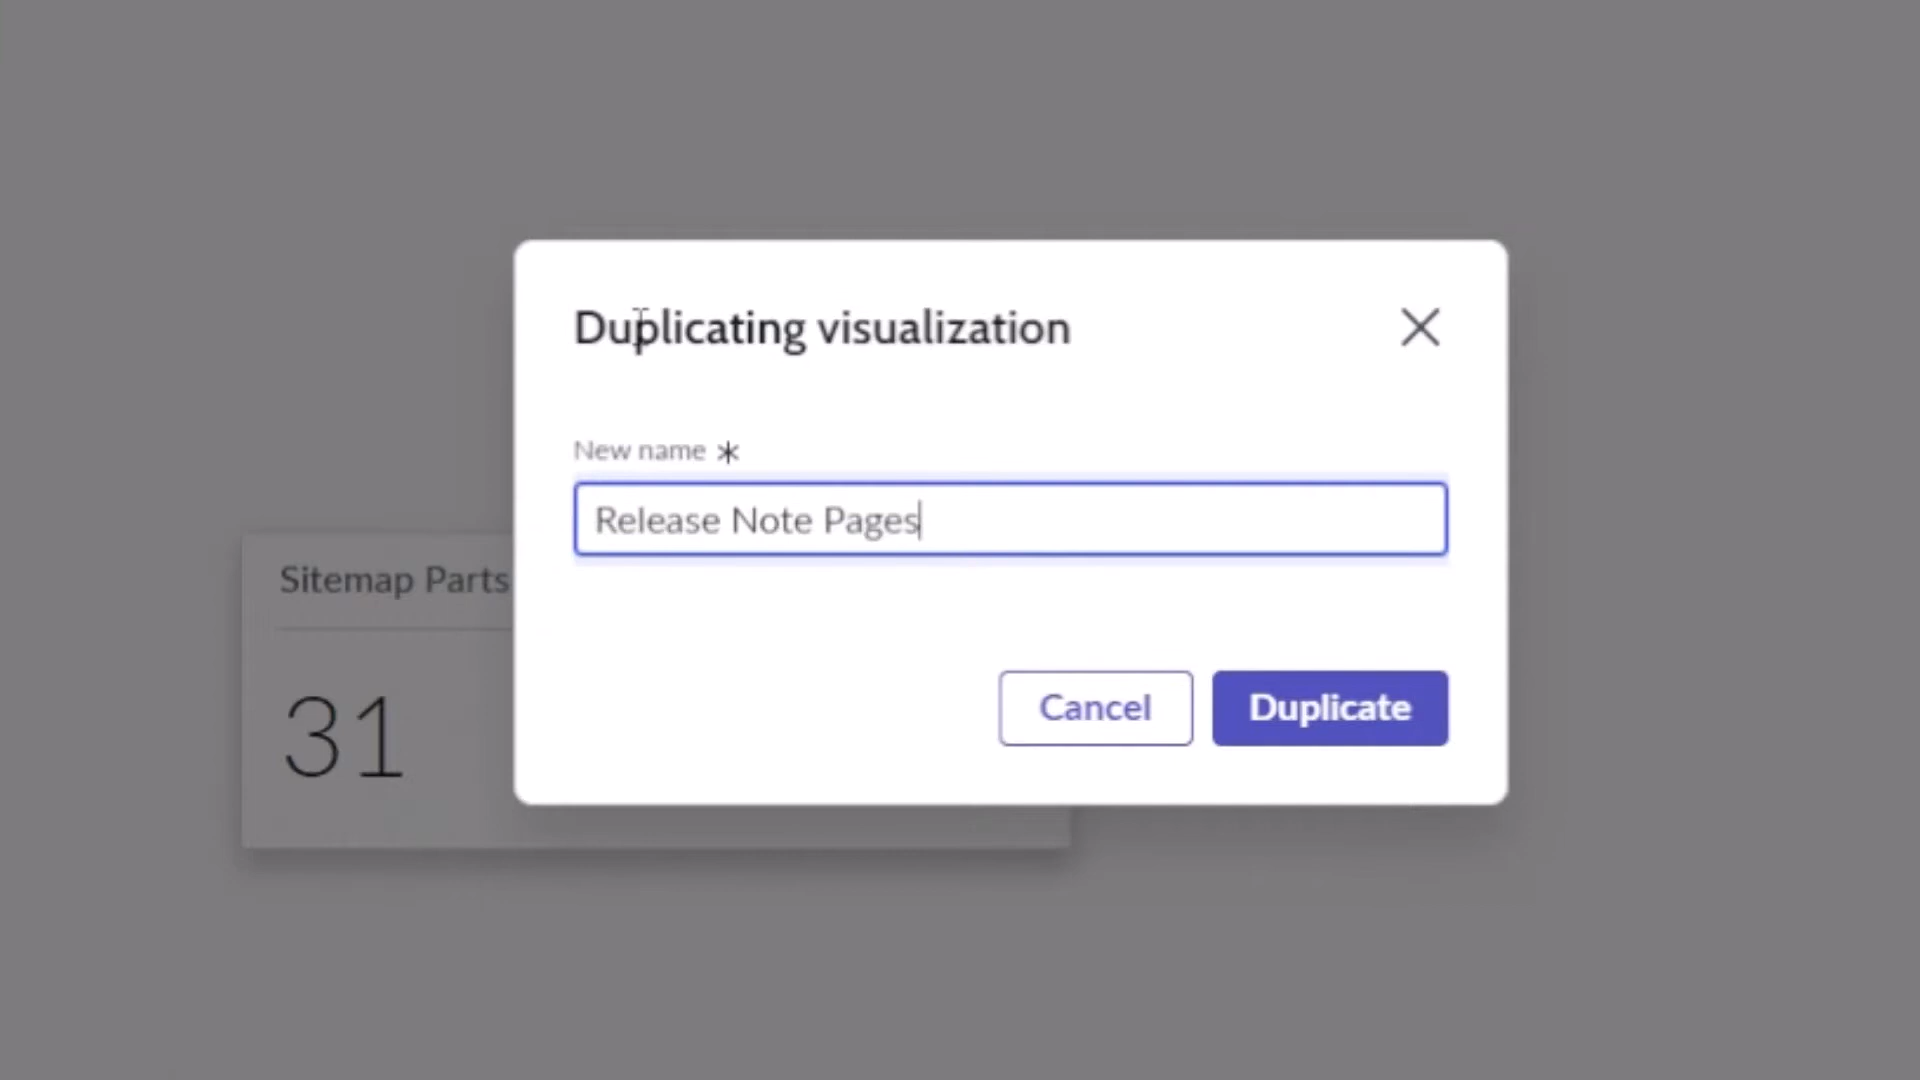 Duplicating visualization
New name *
Release Note Pages
Sitemap Parts
31
Cancel
Duplicate